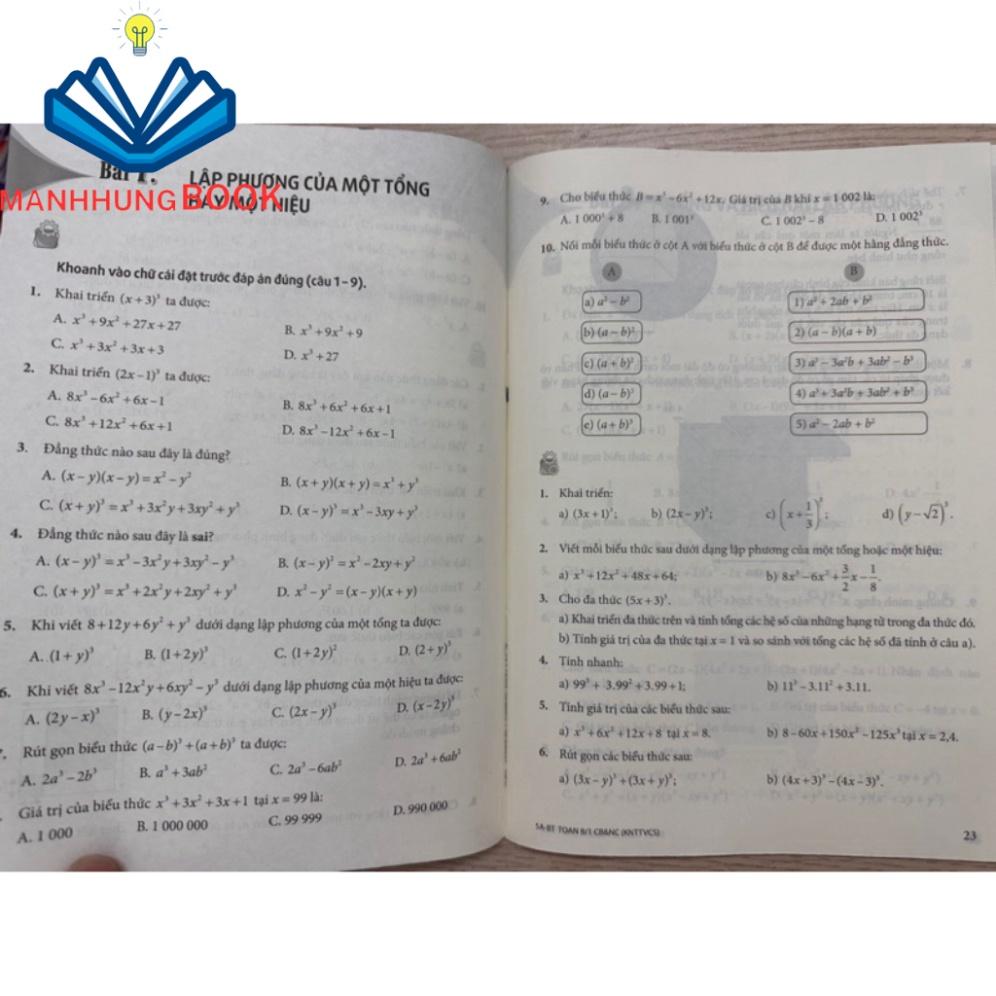 MANHHUNG BOOK
Bài 7. LẬP PHƯƠNG CỦA MỘT TỔNG
HAY MỘT HIỆU
Khoanh vào chữ cái đặt trước đáp án đúng (câu 1 – 9).
1. Khai triển (x + 3)³ ta được:
A. x³ + 9x² + 27x + 27
B. x³ + 9x² + 9
C. x³ + 3x² + 3x + 3
D. x³ + 27
2. Khai triển (2x – 1)³ ta được:
A. 8x³ – 6x² + 6x – 1
B. 8x³ + 6x² + 6x + 1
C. 8x³ + 12x² + 6x + 1
D. 8x³ – 12x² + 6x – 1
3. Đẳng thức nào sau đây là đúng?
A. (x – y)(x – y) = x² – y²
B. (x + y)(x + y) = x³ + y³
C. (x + y)³ = x³ + 3x²y + 3xy² + y³
D. (x – y)³ = x³ – 3xy + y³
4. Đẳng thức nào sau đây là sai?
A. (x – y)³ = x³ – 3x²y + 3xy² – y³
B. (x – y)² = x² – 2xy + y²
C. (x + y)³ = x³ + 2x²y + 2xy² + y³
D. x² – y² = (x – y)(x + y)
5. Khi viết 8 + 12y + 6y² + y³ dưới dạng lập phương của một tổng ta được:
A. (1 + y)³ B. (1 + 2y)³ C. (1 + 2y)² D. (2 + y)³
6. Khi viết 8x³ – 12x²y + 6xy² – y³ dưới dạng lập phương của một hiệu ta được:
A. (2y – x)³ B. (y – 2x)³ C. (2x – y)³ D. (x – 2y)³
Rút gọn biểu thức (a – b)³ + (a + b)³ ta được:
A. 2a³ – 2b³ B. a³ + 3ab² C. 2a³ – 6ab² D. 2a³ + 6ab²
Giá trị của biểu thức x³ + 3x² + 3x + 1 tại x = 99 là:
A. 1 000 B. 1 000 000 C. 99 999 D. 990 000
9. Cho biểu thức B = x³ – 6x² + 12x. Giá trị của B khi x = 1 002 là:
A. 1 000³ + 8 B. 1 001³ C. 1 002³ – 8 D. 1 002³
10. Nối mỗi biểu thức ở cột A với biểu thức ở cột B để được một hằng đẳng thức.
A B
a) a² – b² 1) a² + 2ab + b²
b) (a – b)² 2) (a – b)(a + b)
c) (a + b)² 3) a³ – 3a²b + 3ab² – b³
d) (a – b)³ 4) a³ + 3a²b + 3ab² + b³
e) (a + b)³ 5) a² – 2ab + b²
1. Khai triển:
a) (3x + 1)³; b) (2x – y)³; c) (x + 1/3)³; d) (y – √2)³.
2. Viết mỗi biểu thức sau dưới dạng lập phương của một tổng hoặc một hiệu:
a) x³ + 12x² + 48x + 64; b) 8x³ – 6x² + 3/2x – 1/8.
3. Cho đa thức (5x + 3)³.
a) Khai triển đa thức trên và tính tổng các hệ số của những hạng tử trong đa thức đó.
b) Tính giá trị của đa thức tại x = 1 và so sánh với tổng các hệ số đã tính ở câu a).
4. Tính nhanh:
a) 99³ + 3.99² + 3.99 + 1; b) 11³ – 3.11² + 3.11.
5. Tính giá trị của các biểu thức sau:
a) x³ + 6x² + 12x + 8 tại x = 8. b) 8 – 60x + 150x² – 125x³ tại x = 2,4.
6. Rút gọn các biểu thức sau:
a) (3x – y)³ + (3x + y)³; b) (4x + 3)³ – (4x – 3)³.
5A-BT TOAN 8/1 CB&NC (KNTTVCS)
23